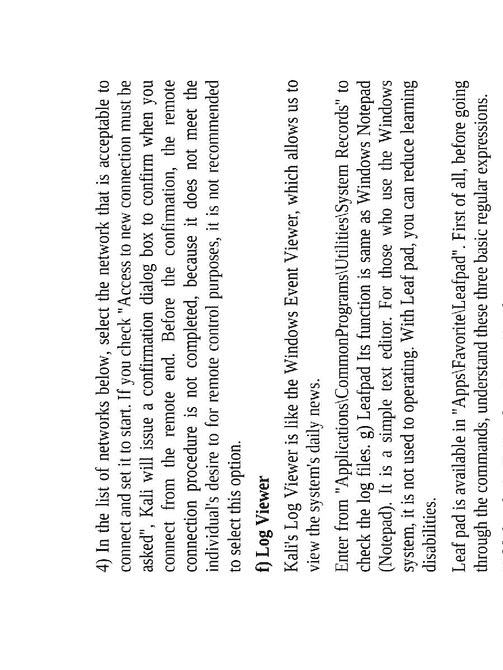 4) In the list of networks below, select the network that is acceptable to
connect and set it to start. If you check "Access to new connection must be
asked", Kali will issue a confirmation dialog box to confirm when you
connect from the remote end. Before the confirmation, the remote
connection procedure is not completed, because it does not meet the
individual's desire to for remote control purposes, it is not recommended
to select this option.
f) Log Viewer
Kali's Log Viewer is like the Windows Event Viewer, which allows us to
view the system's daily news.
Enter from "Applications\CommonPrograms\Utilities\System Records" to
check the log files. g) Leafpad Its function is same as Windows Notepad
(Notepad). It is a simple text editor. For those who use the Windows
system, it is not used to operating. With Leaf pad, you can reduce learning
disabilities.
Leaf pad is available in "Apps\Favorite\Leafpad". First of all, before going
through the commands, understand these three basic regular expressions.